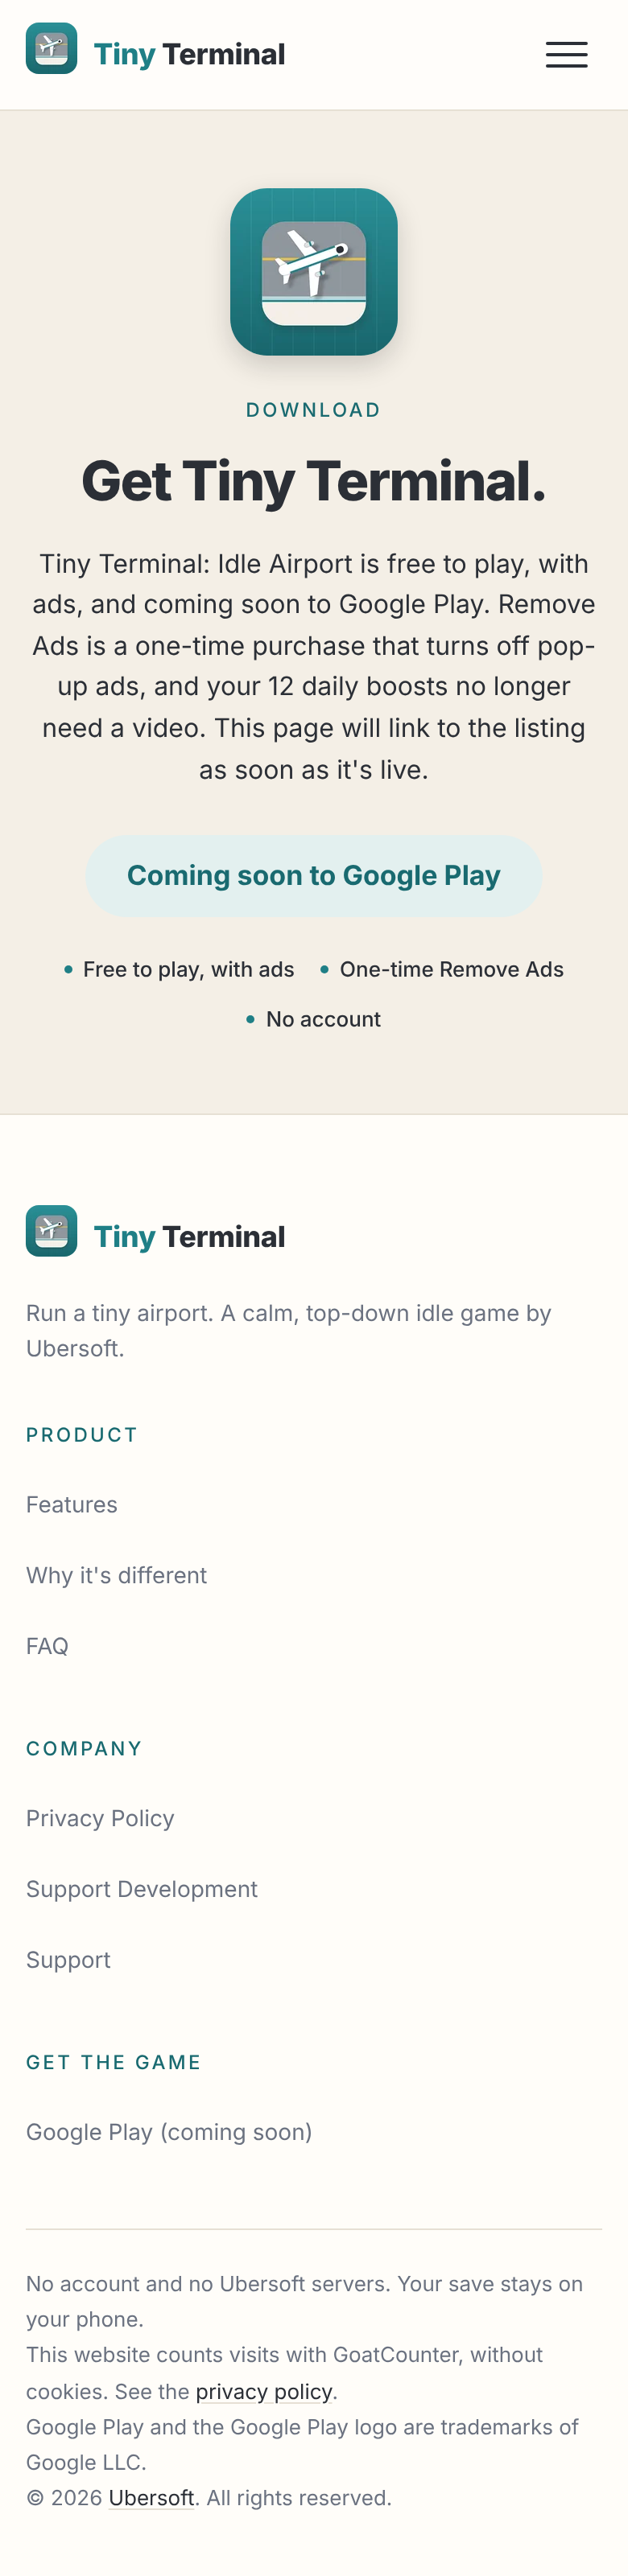 Tiny Terminal
DOWNLOAD
Get Tiny Terminal.
Tiny Terminal: Idle Airport is free to play, with
ads, and coming soon to Google Play. Remove
Ads is a one-time purchase that turns off pop-
up ads, and your 12 daily boosts no longer
need a video. This page will link to the listing
as soon as it's live.
Coming soon to Google Play
Free to play, with ads
One-time Remove Ads
No account
Tiny Terminal
Run a tiny airport. A calm, top-down idle game by
Ubersoft.
PRODUCT
Features
Why it's different
FAQ
COMPANY
Privacy Policy
Support Development
Support
GET THE GAME
Google Play (coming soon)
No account and no Ubersoft servers. Your save stays on
your phone.
This website counts visits with GoatCounter, without
cookies. See the privacy policy.
Google Play and the Google Play logo are trademarks of
Google LLC.
© 2026 Ubersoft. All rights reserved.